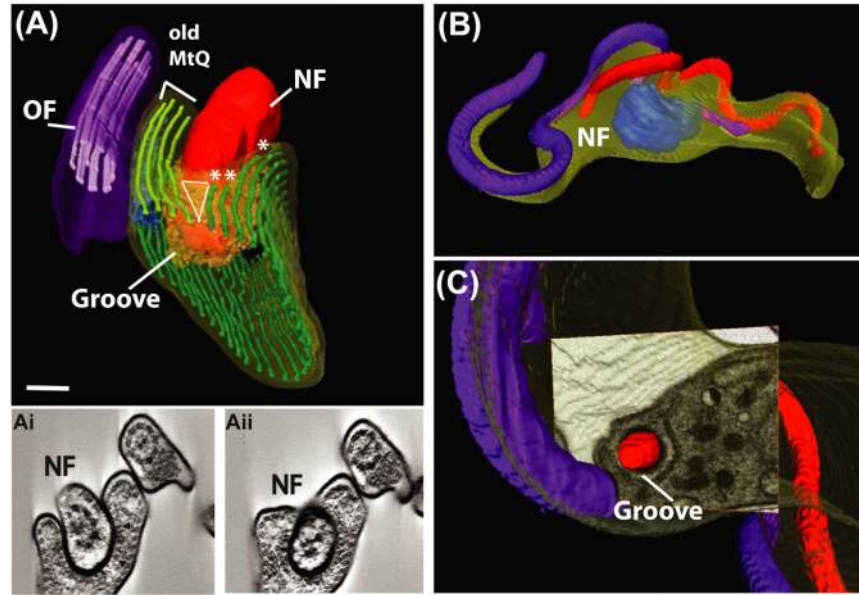 (A)
old
MtQ
NF
OF
*
**
Groove
Ai
NF
Aii
NF
(B)
NF
(C)
Groove